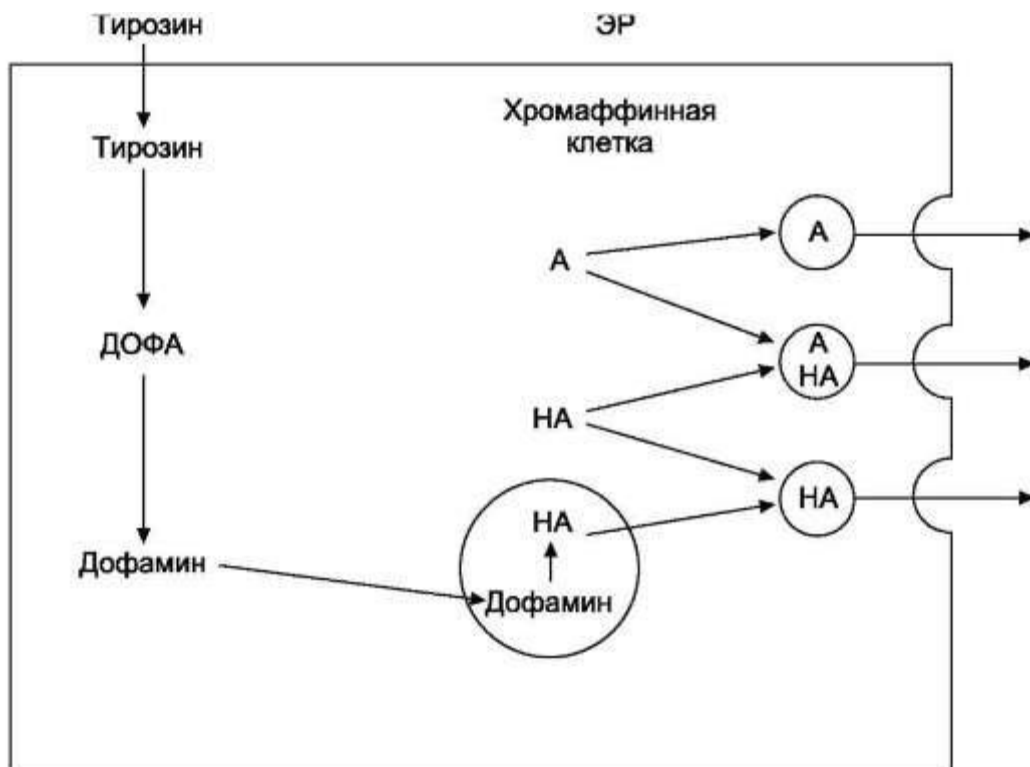 Тирозин
ЭР
Тирозин
Хромаффинная
клетка
А
А
ДОФА
А
НА
НА
НА
НА
Дофамин
Дофамин